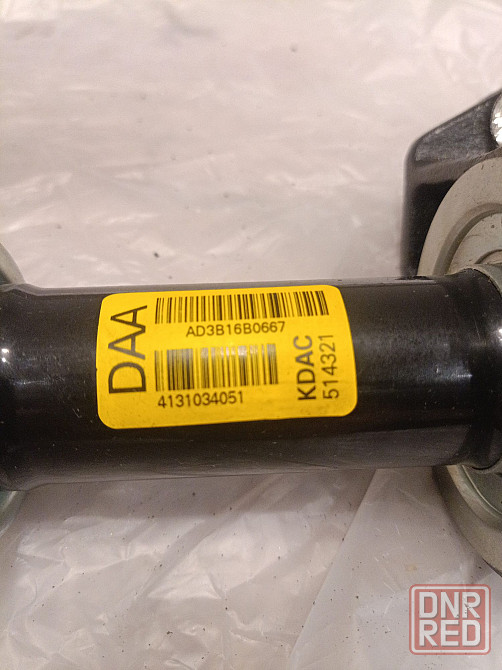 DAA
AD3B16B0667
4131034051
KDAC
514321
DNR
RED